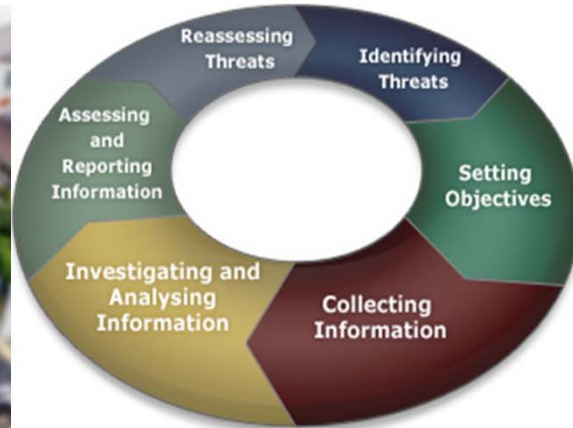 Identifying
Threats
Setting
Objectives
Collecting
Information
Investigating and
Analysing
Information
Assessing
and
Reporting
Information
Reassessing
Threats